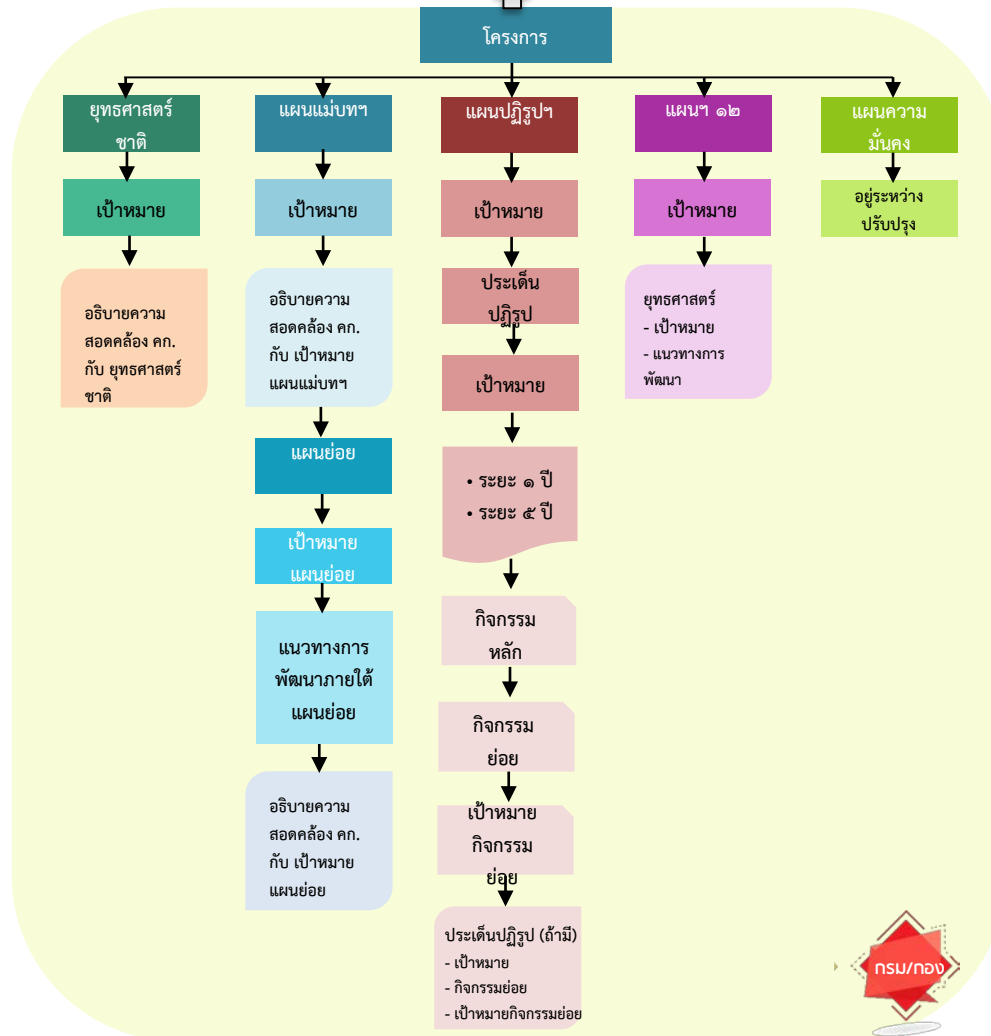 โครงการ
ยุทธศาสตร์
ชาติ
เป้าหมาย
อธิบายความ
สอดคล้อง คก.
กับ ยุทธศาสตร์
ชาติ
แผนแม่บทฯ
เป้าหมาย
อธิบายความ
สอดคล้อง คก.
กับ เป้าหมาย
แผนแม่บทฯ
แผนย่อย
เป้าหมาย
แผนย่อย
แนวทางการ
พัฒนาภายใต้
แผนย่อย
อธิบายความ
สอดคล้อง คก.
กับ เป้าหมาย
แผนย่อย
แผนปฏิรูปฯ
เป้าหมาย
ประเด็น
ปฏิรูป
เป้าหมาย
• ระยะ ๑ ปี
• ระยะ ๕ ปี
กิจกรรม
หลัก
กิจกรรม
ย่อย
เป้าหมาย
กิจกรรม
ย่อย
ประเด็นปฏิรูป (ถ้ามี)
- เป้าหมาย
- กิจกรรมย่อย
- เป้าหมายกิจกรรมย่อย
แผนฯ ๑๒
เป้าหมาย
ยุทธศาสตร์
- เป้าหมาย
- แนวทางการ
พัฒนา
แผนความ
มั่นคง
อยู่ระหว่าง
ปรับปรุง
กรม/กอง